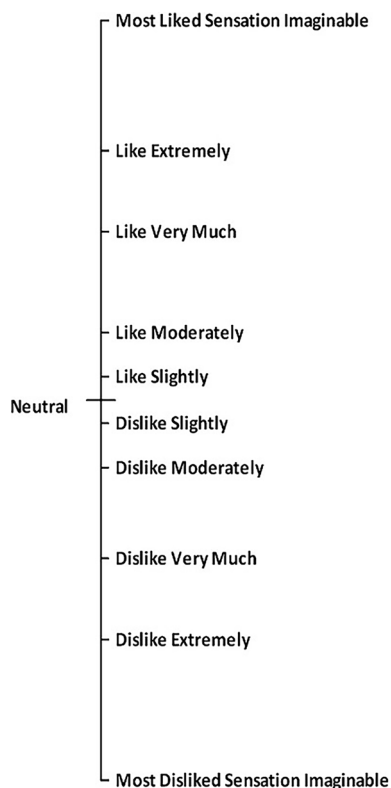 Most Liked Sensation Imaginable
Like Extremely
Like Very Much
Like Moderately
Like Slightly
Neutral
Dislike Slightly
Dislike Moderately
Dislike Very Much
Dislike Extremely
Most Disliked Sensation Imaginable